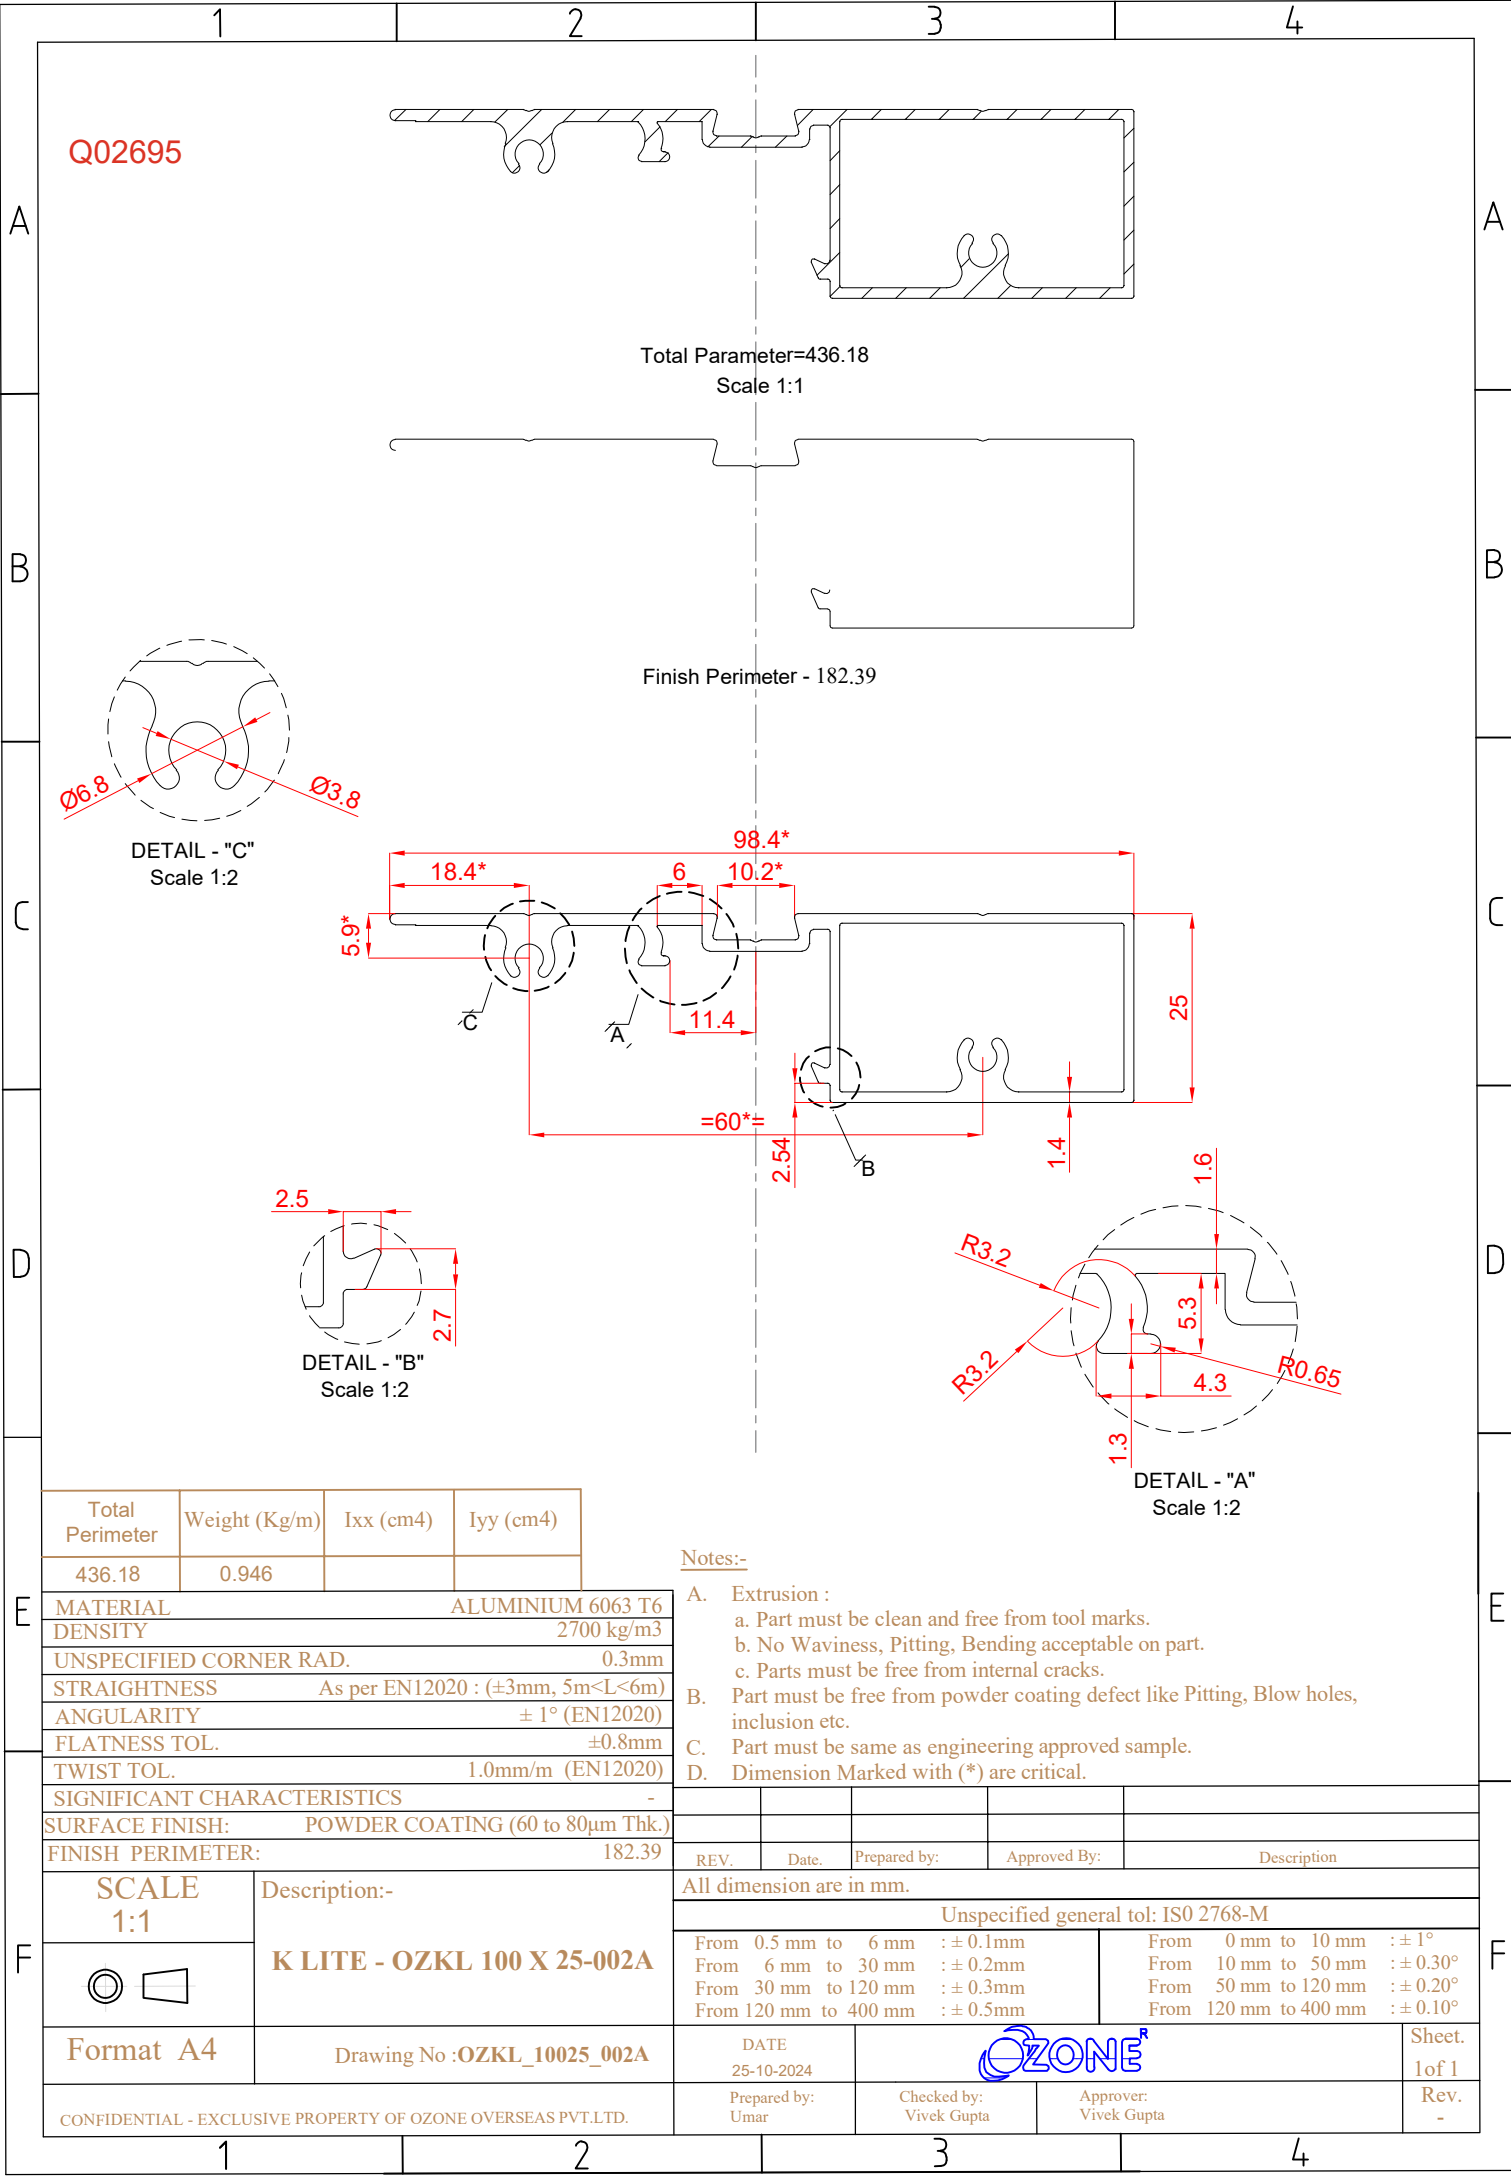 1 2 3 4
Q02695
A A
Total Parameter=436.18
Scale 1:1
B B
Finish Perimeter - 182.39
Ø6.8 Ø3.8
DETAIL - "C"
Scale 1:2
98.4*
18.4* 6 10.2*
C C
5.9*
25
C A 11.4
=60*=
2.54 B 1.4
1.6
2.5
D D
R3.2
2.7 5.3
R3.2 R0.65
4.3
1.3
DETAIL - "B"
Scale 1:2
DETAIL - "A"
Scale 1:2
Total Perimeter Weight (Kg/m) Ixx (cm4) Iyy (cm4)
436.18 0.946
E E
MATERIAL ALUMINIUM 6063 T6
DENSITY 2700 kg/m3
UNSPECIFIED CORNER RAD. 0.3mm
STRAIGHTNESS As per EN12020 : (±3mm, 5m<L<6m)
ANGULARITY ± 1° (EN12020)
FLATNESS TOL. ±0.8mm
TWIST TOL. 1.0mm/m (EN12020)
SIGNIFICANT CHARACTERISTICS -
SURFACE FINISH: POWDER COATING (60 to 80µm Thk.)
FINISH PERIMETER: 182.39
Notes:-
A. Extrusion :
a. Part must be clean and free from tool marks.
b. No Waviness, Pitting, Bending acceptable on part.
c. Parts must be free from internal cracks.
B. Part must be free from powder coating defect like Pitting, Blow holes,
inclusion etc.
C. Part must be same as engineering approved sample.
D. Dimension Marked with (*) are critical.
REV. Date. Prepared by: Approved By: Description
SCALE
1:1
Description:-
K LITE - OZKL 100 X 25-002A
All dimension are in mm.
Unspecified general tol: IS0 2768-M
From 0.5 mm to 6 mm : ± 0.1mm
From 6 mm to 30 mm : ± 0.2mm
From 30 mm to 120 mm : ± 0.3mm
From 120 mm to 400 mm : ± 0.5mm
From 0 mm to 10 mm : ± 1°
From 10 mm to 50 mm : ± 0.30°
From 50 mm to 120 mm : ± 0.20°
From 120 mm to 400 mm : ± 0.10°
F F
Format A4
Drawing No :OZKL_10025_002A
DATE
25-10-2024
OZONE R
Sheet.
1of 1
CONFIDENTIAL - EXCLUSIVE PROPERTY OF OZONE OVERSEAS PVT.LTD.
Prepared by:
Umar
Checked by:
Vivek Gupta
Approver:
Vivek Gupta
Rev.
-
1 2 3 4